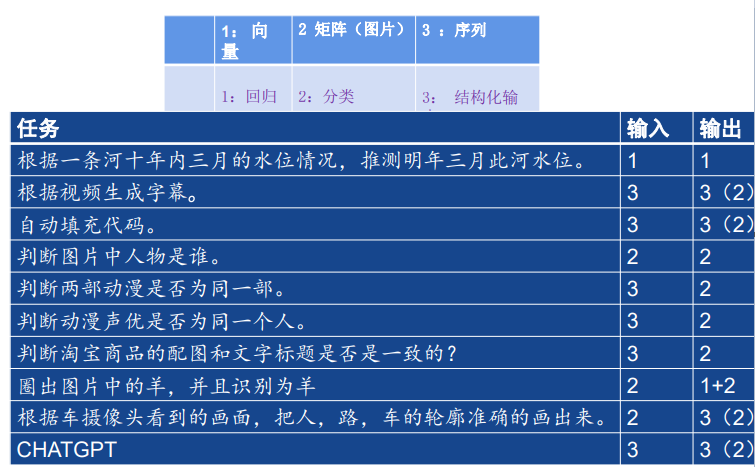 1：向量 2 矩阵（图片） 3 ：序列
1：回归 2：分类 3： 结构化输
任务 输入 输出
根据一条河十年内三月的水位情况，推测明年三月此河水位。 1 1
根据视频生成字幕。 3 3（2）
自动填充代码。 3 3（2）
判断图片中人物是谁。 2 2
判断两部动漫是否为同一部。 3 2
判断动漫声优是否为同一个人。 3 2
判断淘宝商品的配图和文字标题是否是一致的？ 3 2
圈出图片中的羊，并且识别为羊 2 1+2
根据车摄像头看到的画面，把人，路，车的轮廓准确的画出来。 2 3（2）
CHATGPT 3 3（2）